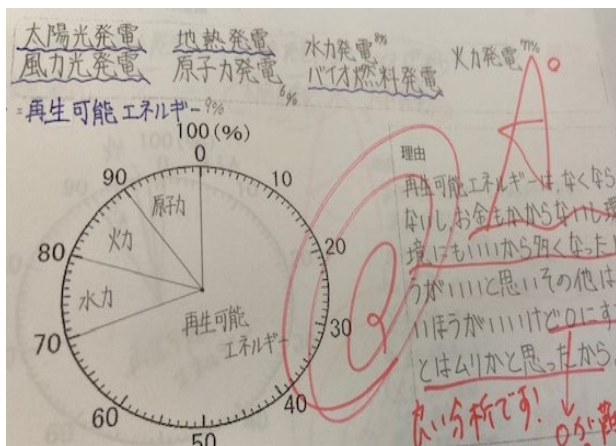 太陽光発電 地熱発電 水力発電8% 火力発電77%
風力光発電 原子力発電6% バイオ燃料発電
=再生可能エネルギー9%
100(%)
0
10
20
30
40
50
60
70
80
90
原子力
火力
水力
再生可能
エネルギー
A°
理由
再生可能エネルギーは、なくなら
ないし、お金もかからないし環
境にもいいから多くなったほ
うがいいと思いその他は
いほうがいいけど0にす
とはムリかと思ったから。
良い分析です!
0が